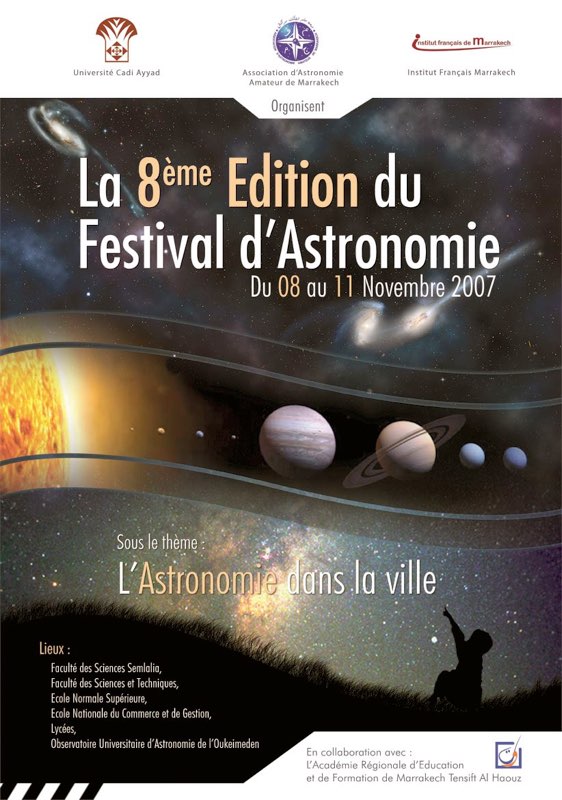 Université Cadi Ayyad
Association d'Astronomie
Amateur de Marrakech
institut français de marrakech
Institut Français Marrakech
Organisent
La 8ème Edition du
Festival d'Astronomie
Du 08 au 11 Novembre 2007
Sous le thème :
L'Astronomie dans la ville
Lieux :
Faculté des Sciences Semlalia,
Faculté des Sciences et Techniques,
Ecole Normale Supérieure,
Ecole Nationale du Commerce et de Gestion,
Lycées,
Observatoire Universitaire d'Astronomie de l'Oukeimeden
En collaboration avec :
L'Académie Régionale d'Education
et de Formation de Marrakech Tensift Al Haouz